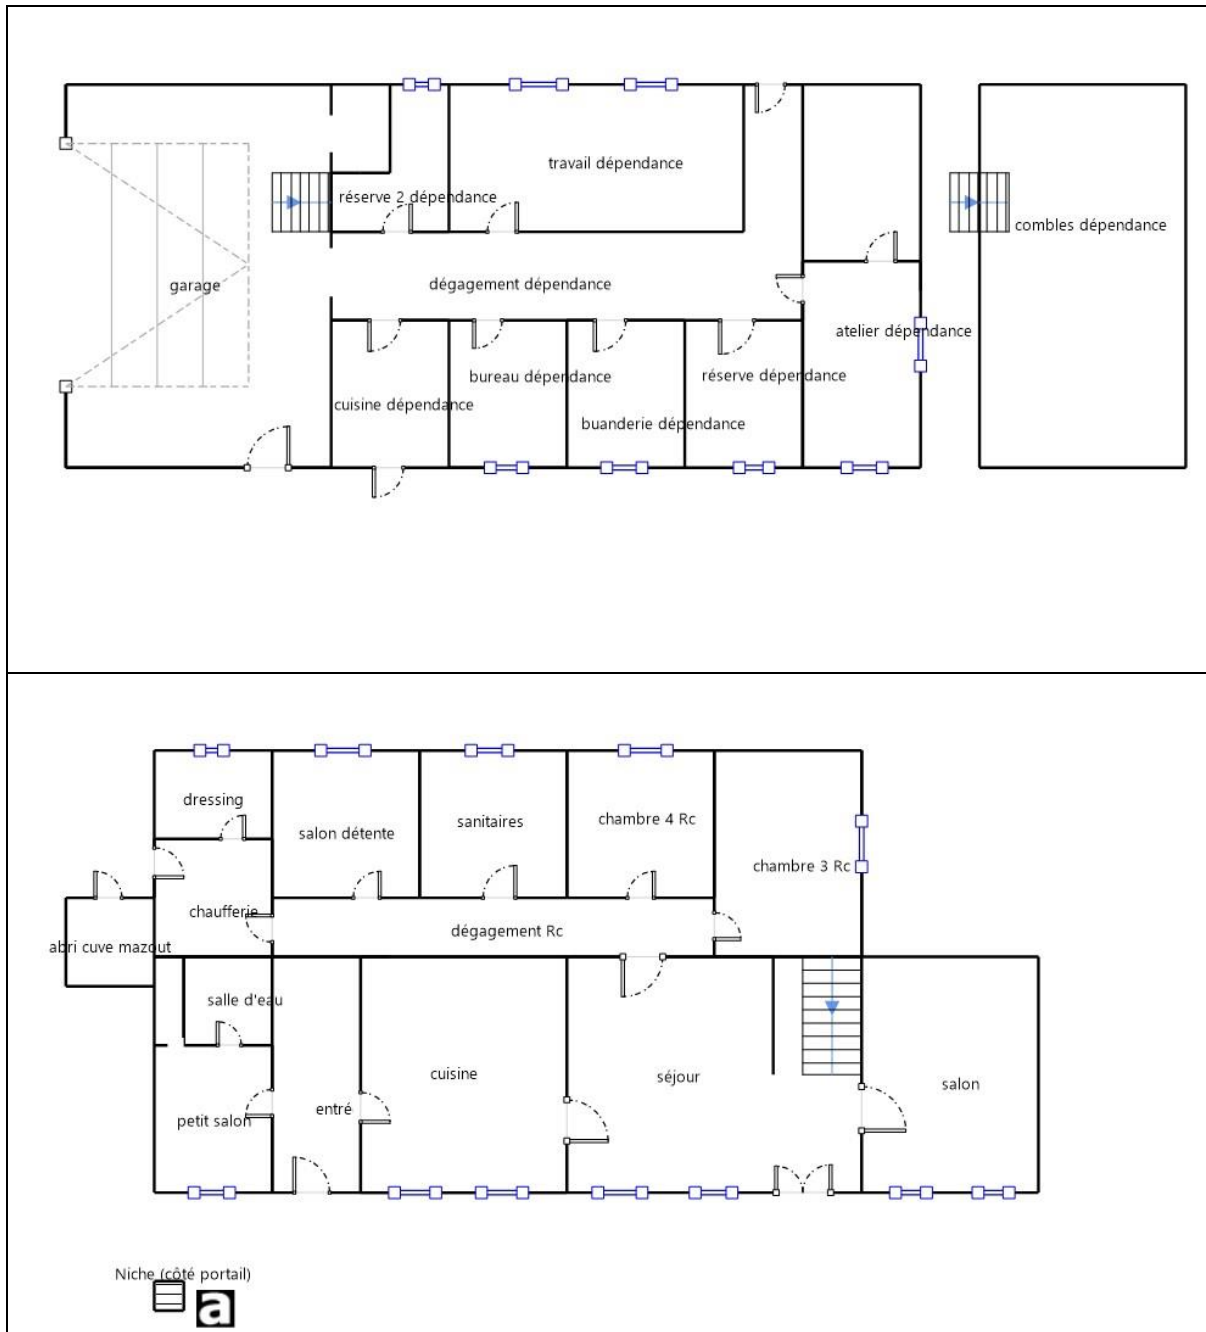 travail dépendance
réserve 2 dépendance
combles dépendance
garage
dégagement dépendance
atelier dépendance
bureau dépendance
réserve dépendance
cuisine dépendance
buanderie dépendance
dressing
salon détente
sanitaires
chambre 4 Rc
chambre 3 Rc
chaufferie
dégagement Rc
abri cuve mazout
salle d'eau
cuisine
séjour
salon
entré
petit salon
Niche (côté portail)
a